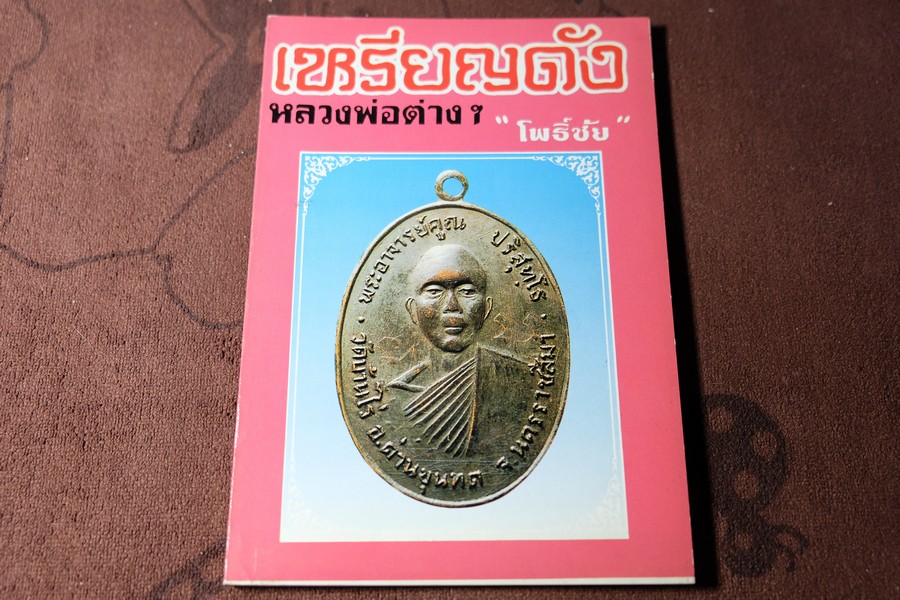 เหรียญดัง
หลวงพ่อต่าง ๆ
“ โพธิ์ชัย ”
พระอาจารย์คูณ ปริสุทฺโธ
วัดบ้านไร่ อ.ด่านขุนทด จ.นครราชสีมา